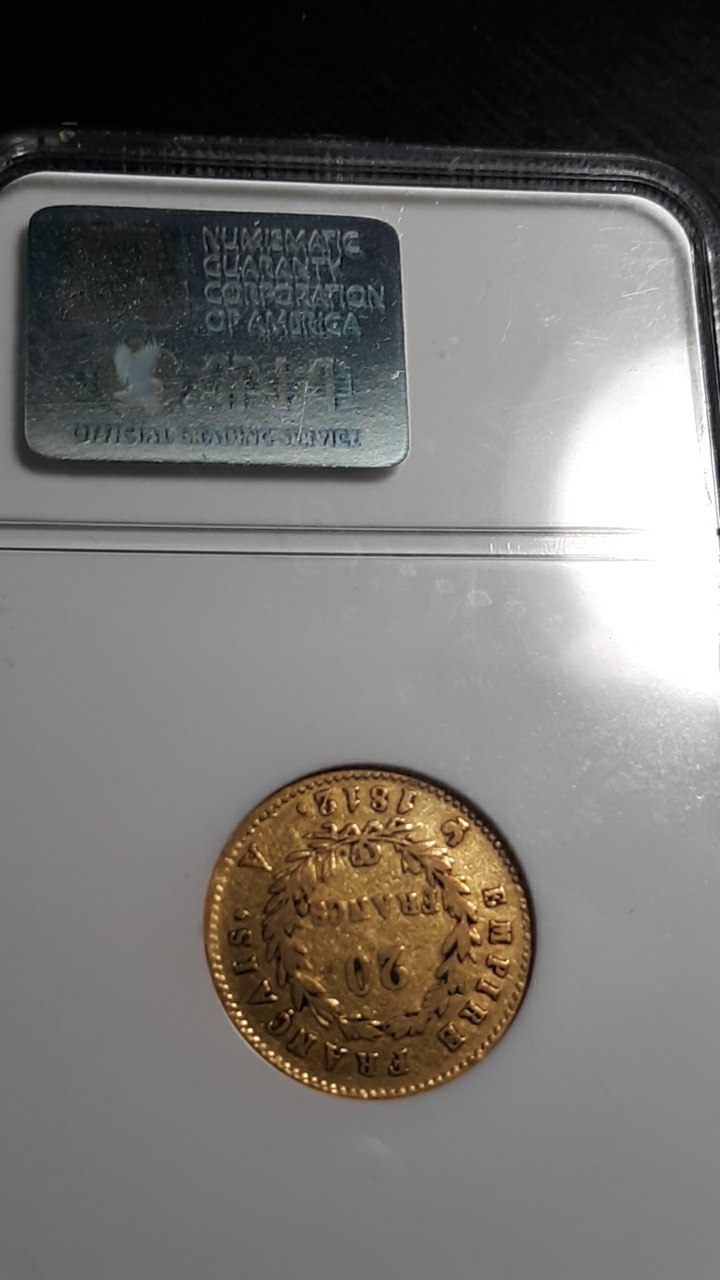 NUMISMATIC
GUARANTY
CORPORATION
OF AMERICA
OFFICIAL GRADING SERVICE
EMPIRE FRANÇAIS.
20
FRANCS
A
1812.